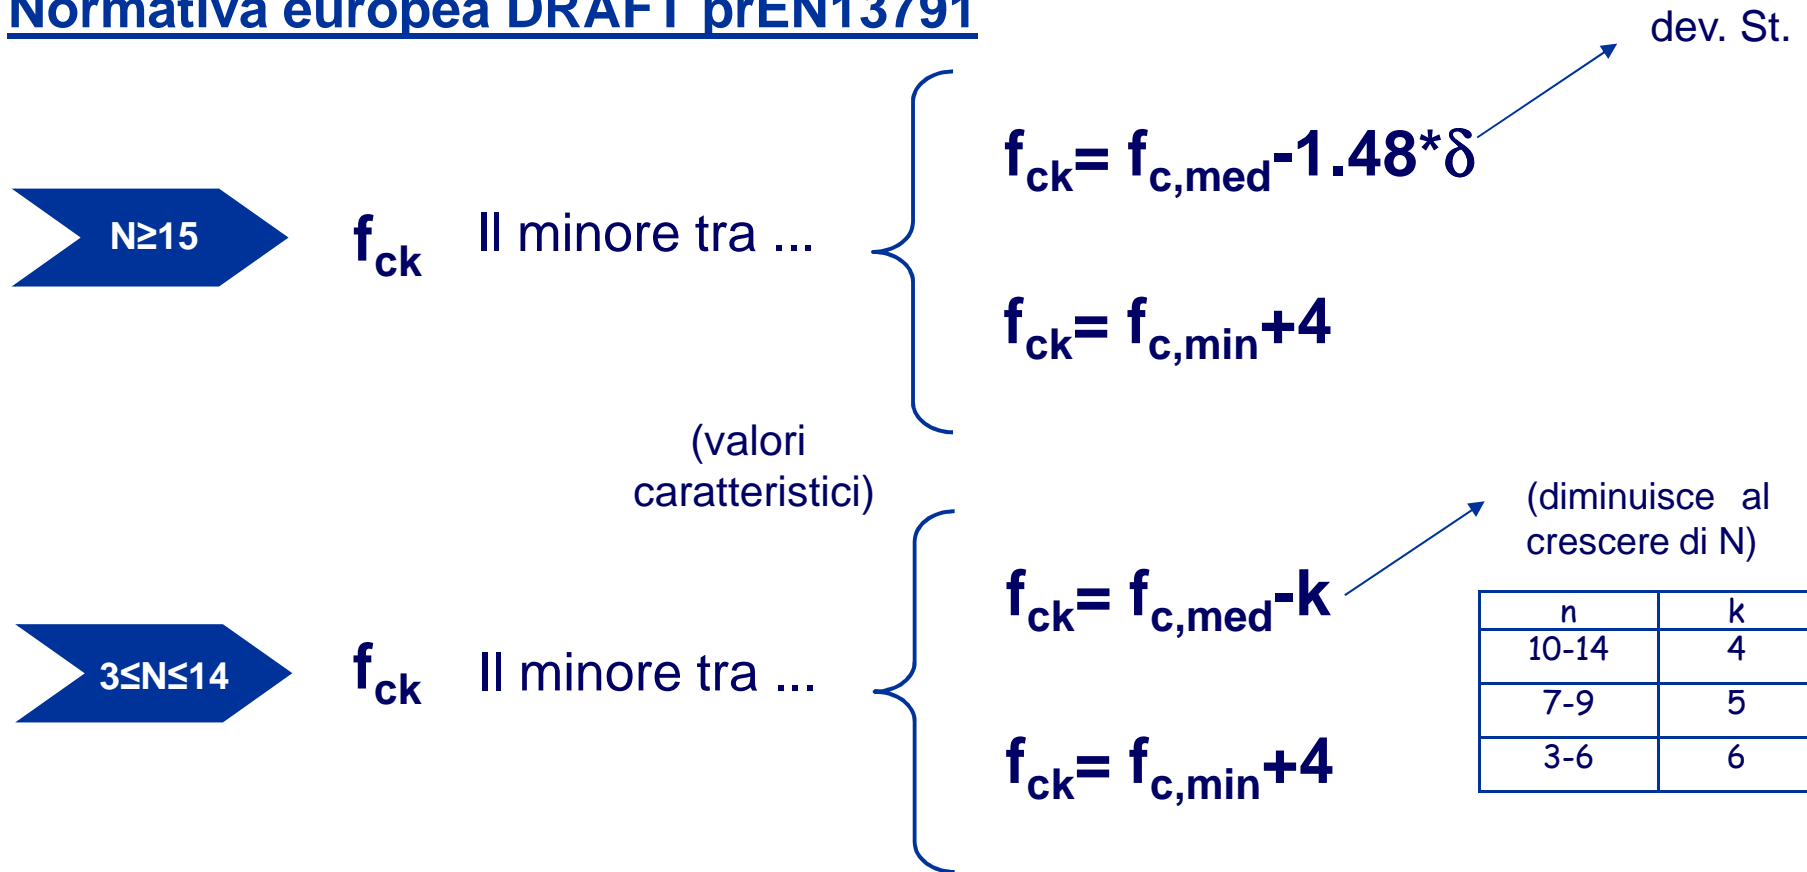 Normativa europea DRAFT prEN13791
dev. St.
fck= fc,med-1.48*δ
N≥15
fck Il minore tra ...
fck= fc,min+4
(valori
caratteristici)
(diminuisce al
crescere di N)
fck= fc,med-k
3≤N≤14
fck Il minore tra ...
n k
10-14 4
7-9 5
3-6 6
fck= fc,min+4